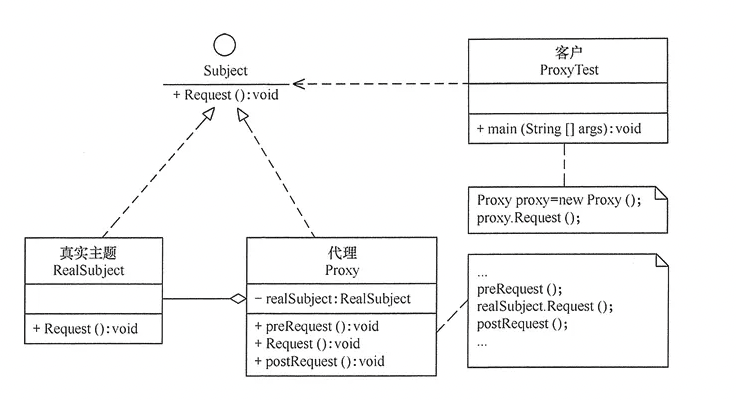 Subject
+ Request ():void
客户
ProxyTest
+ main (String [] args):void
Proxy proxy=new Proxy ();
proxy.Request ();
真实主题
RealSubject
+ Request ():void
代理
Proxy
− realSubject:RealSubject
+ preRequest ():void
+ Request ():void
+ postRequest ():void
...
preRequest ();
realSubject.Request ();
postRequest ();
...